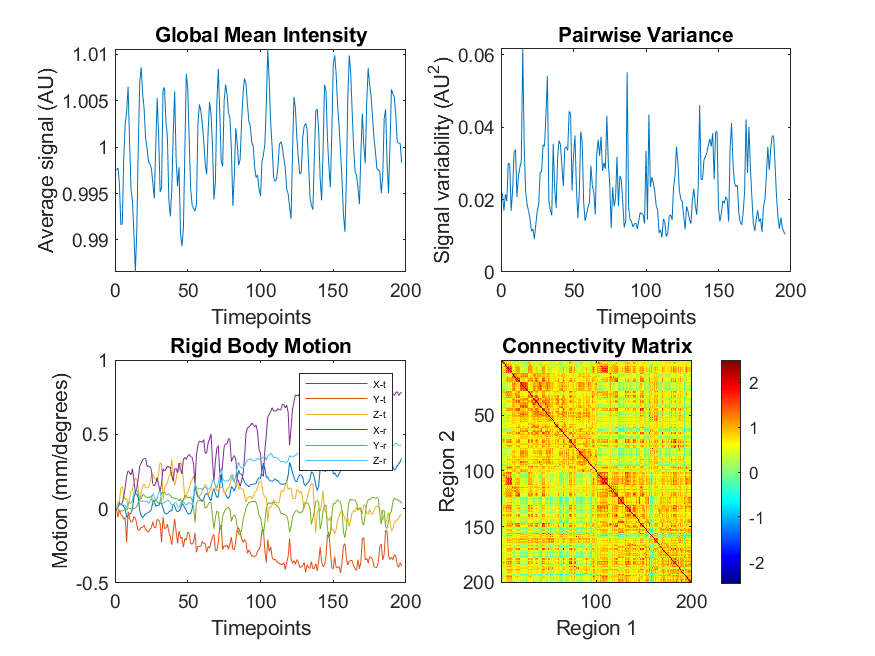 Global Mean Intensity
Average signal (AU)
1.01
1.005
1
0.995
0.99
0 50 100 150 200
Timepoints
Pairwise Variance
Signal variability (AU²)
0.06
0.04
0.02
0
0 50 100 150 200
Timepoints
Rigid Body Motion
Motion (mm/degrees)
1
0.5
0
-0.5
0 50 100 150 200
Timepoints
X-t
Y-t
Z-t
X-r
Y-r
Z-r
Connectivity Matrix
Region 2
50
100
150
200
100 200
Region 1
2
1
0
-1
-2